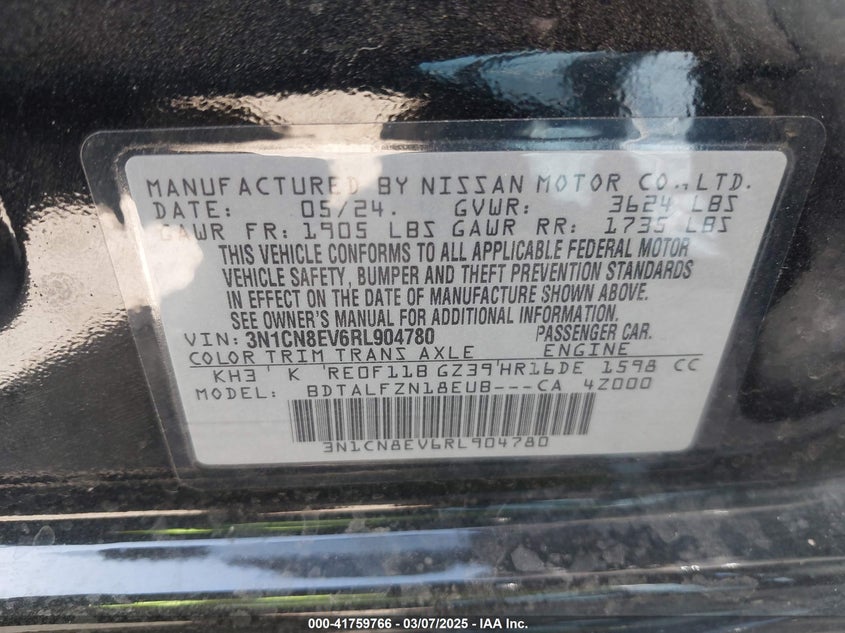 MANUFACTURED BY NISSAN MOTOR CO., LTD.
DATE: 05/24. GVWR: 3624 LBS
GAWR FR: 1905 LBS GAWR RR: 1735 LBS
THIS VEHICLE CONFORMS TO ALL APPLICABLE FEDERAL MOTOR
VEHICLE SAFETY, BUMPER AND THEFT PREVENTION STANDARDS
IN EFFECT ON THE DATE OF MANUFACTURE SHOWN ABOVE.
SEE OWNER'S MANUAL FOR ADDITIONAL INFORMATION.
VIN: 3N1CN8EV6RL904780 PASSENGER CAR.
COLOR TRIM TRANS AXLE ENGINE
KH3 K RE0F11B GZ39 HR16DE 1598 CC
MODEL: BDTALFZN18EUB---CA 4Z000
3N1CN8EV6RL904780
000-41759766 — 03/07/2025 — IAA Inc.